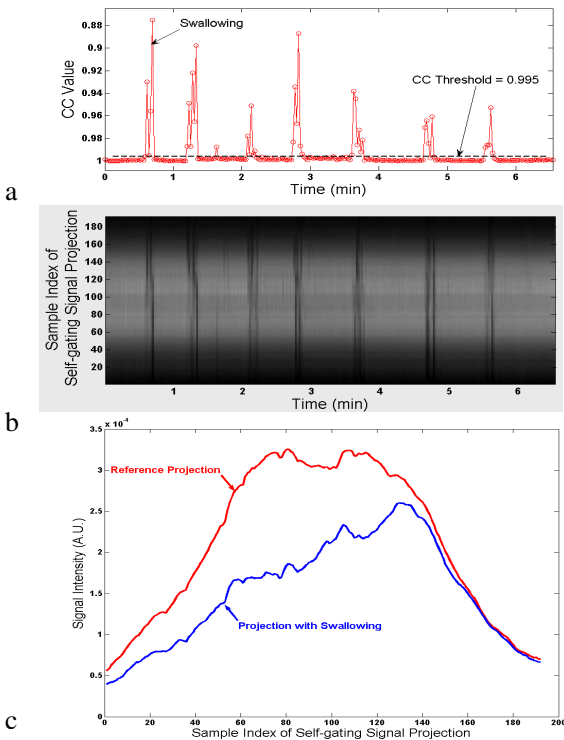 0.88
0.9
0.92
0.94
0.96
0.98
1
CC Value
Swallowing
CC Threshold = 0.995
0 1 2 3 4 5 6
Time (min)
a
180
160
140
120
100
80
60
40
20
Sample Index of
Self-gating Signal Projection
1 2 3 4 5 6
Time (min)
b
x 10-4
3.5
3
2.5
2
1.5
1
0.5
0
Signal Intensity (A.U.)
Reference Projection
Projection with Swallowing
0 20 40 60 80 100 120 140 160 180 200
Sample Index of Self-gating Signal Projection
c